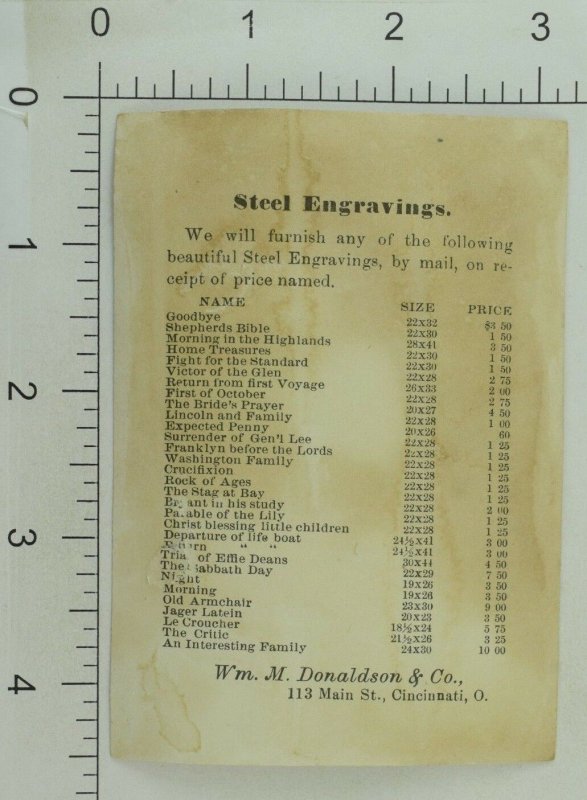 Steel Engravings.
We will furnish any of the following
beautiful Steel Engravings, by mail, on re-
ceipt of price named.
NAME SIZE PRICE
Goodbye 22x32 $3 50
Shepherds Bible 22x30 1 50
Morning in the Highlands 28x41 3 50
Home Treasures 22x30 1 50
Fight for the Standard 22x30 1 50
Victor of the Glen 22x28 2 75
Return from first Voyage 26x33 2 00
First of October 22x28 2 75
The Bride's Prayer 20x27 4 50
Lincoln and Family 22x28 1 00
Expected Penny 20x26 60
Surrender of Gen'l Lee 22x28 1 25
Franklyn before the Lords 22x28 1 25
Washington Family 22x28 1 25
Crucifixion 22x28 1 25
Rock of Ages 22x28 1 25
The Stag at Bay 22x28 1 25
Bryant in his study 22x28 2 00
Parable of the Lily 22x28 1 25
Christ blessing little children 22x28 1 25
Departure of life boat 24½x41 3 00
" " 24½x41 3 00
Trial of Effie Deans 30x44 4 50
The Sabbath Day 22x29 7 50
Night 19x26 3 50
Morning 19x26 3 50
Old Armchair 23x30 9 00
Jager Latein 20x23 3 50
Le Croucher 18½x24 5 75
The Critic 21½x26 3 25
An Interesting Family 24x30 10 00
Wm. M. Donaldson & Co.,
113 Main St., Cincinnati, O.
0 1 2 3
0
1
2
3
4